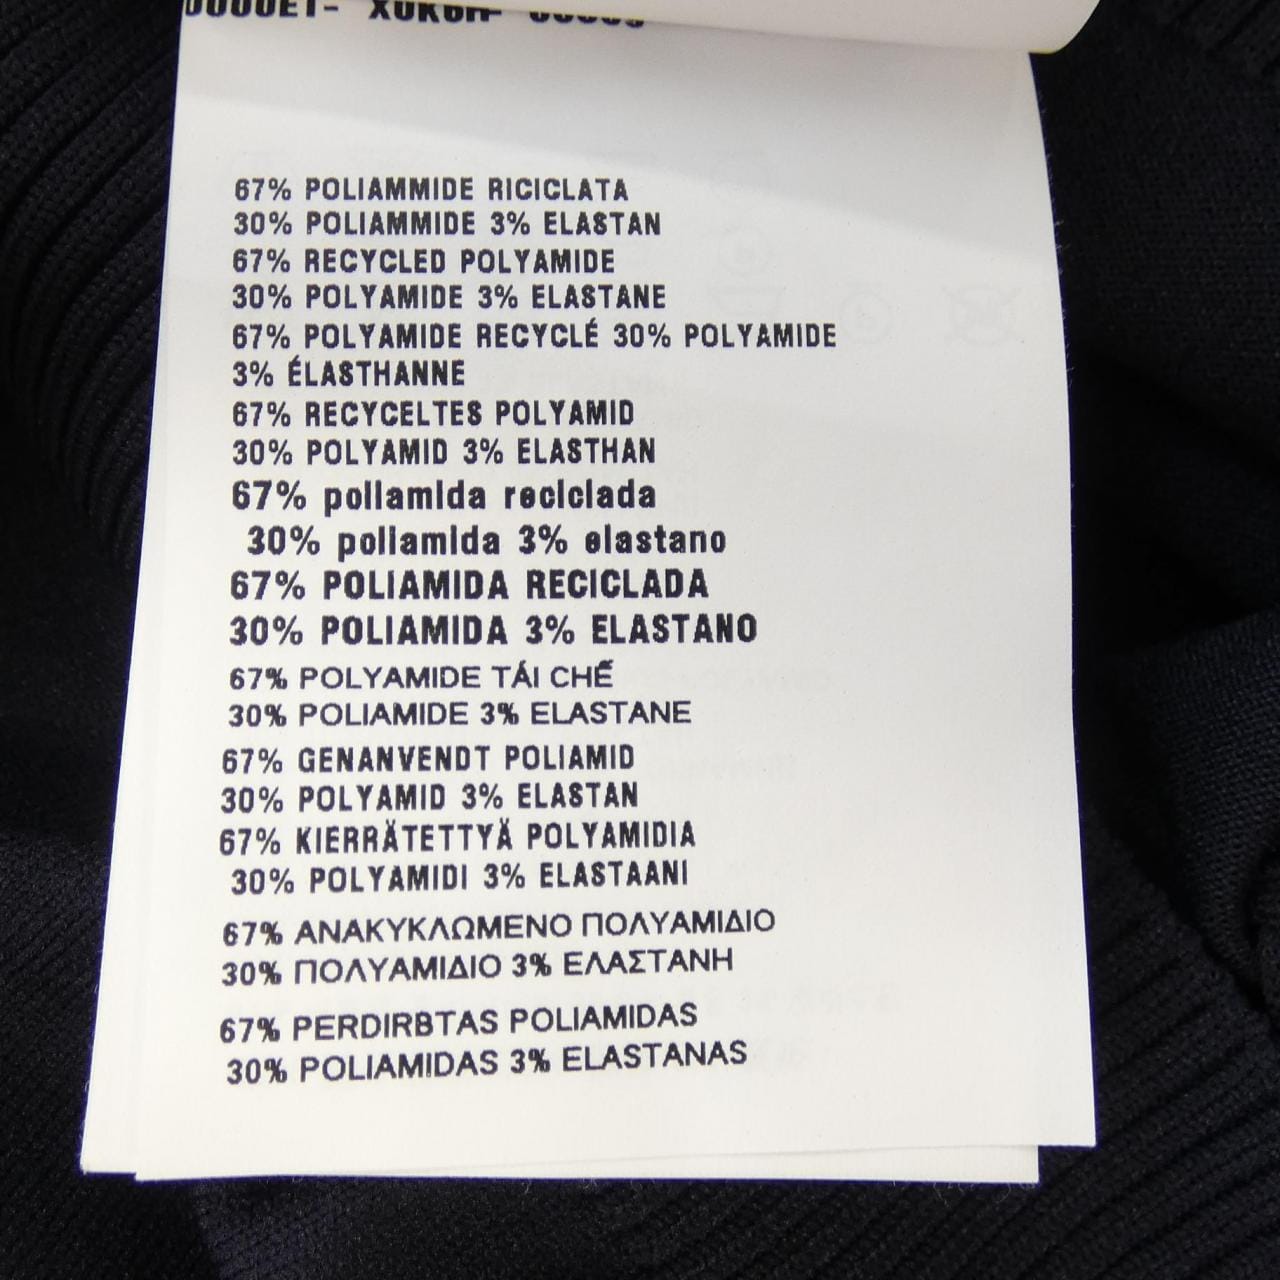 67% POLIAMMIDE RICICLATA
30% POLIAMMIDE 3% ELASTAN
67% RECYCLED POLYAMIDE
30% POLYAMIDE 3% ELASTANE
67% POLYAMIDE RECYCLÉ 30% POLYAMIDE
3% ÉLASTHANNE
67% RECYCELTES POLYAMID
30% POLYAMID 3% ELASTHAN
67% poliamida reciclada
30% poliamida 3% elastano
67% POLIAMIDA RECICLADA
30% POLIAMIDA 3% ELASTANO
67% POLYAMIDE TÁI CHẾ
30% POLIAMIDE 3% ELASTANE
67% GENANVENDT POLIAMID
30% POLYAMID 3% ELASTAN
67% KIERRÄTETTYÄ POLYAMIDIA
30% POLYAMIDI 3% ELASTAANI
67% ΑΝΑΚΥΚΛΩΜΕΝΟ ΠΟΛΥΑΜΙΔΙΟ
30% ΠΟΛΥΑΜΙΔΙΟ 3% ΕΛΑΣΤΑΝΗ
67% PERDIRBTAS POLIAMIDAS
30% POLIAMIDAS 3% ELASTANAS